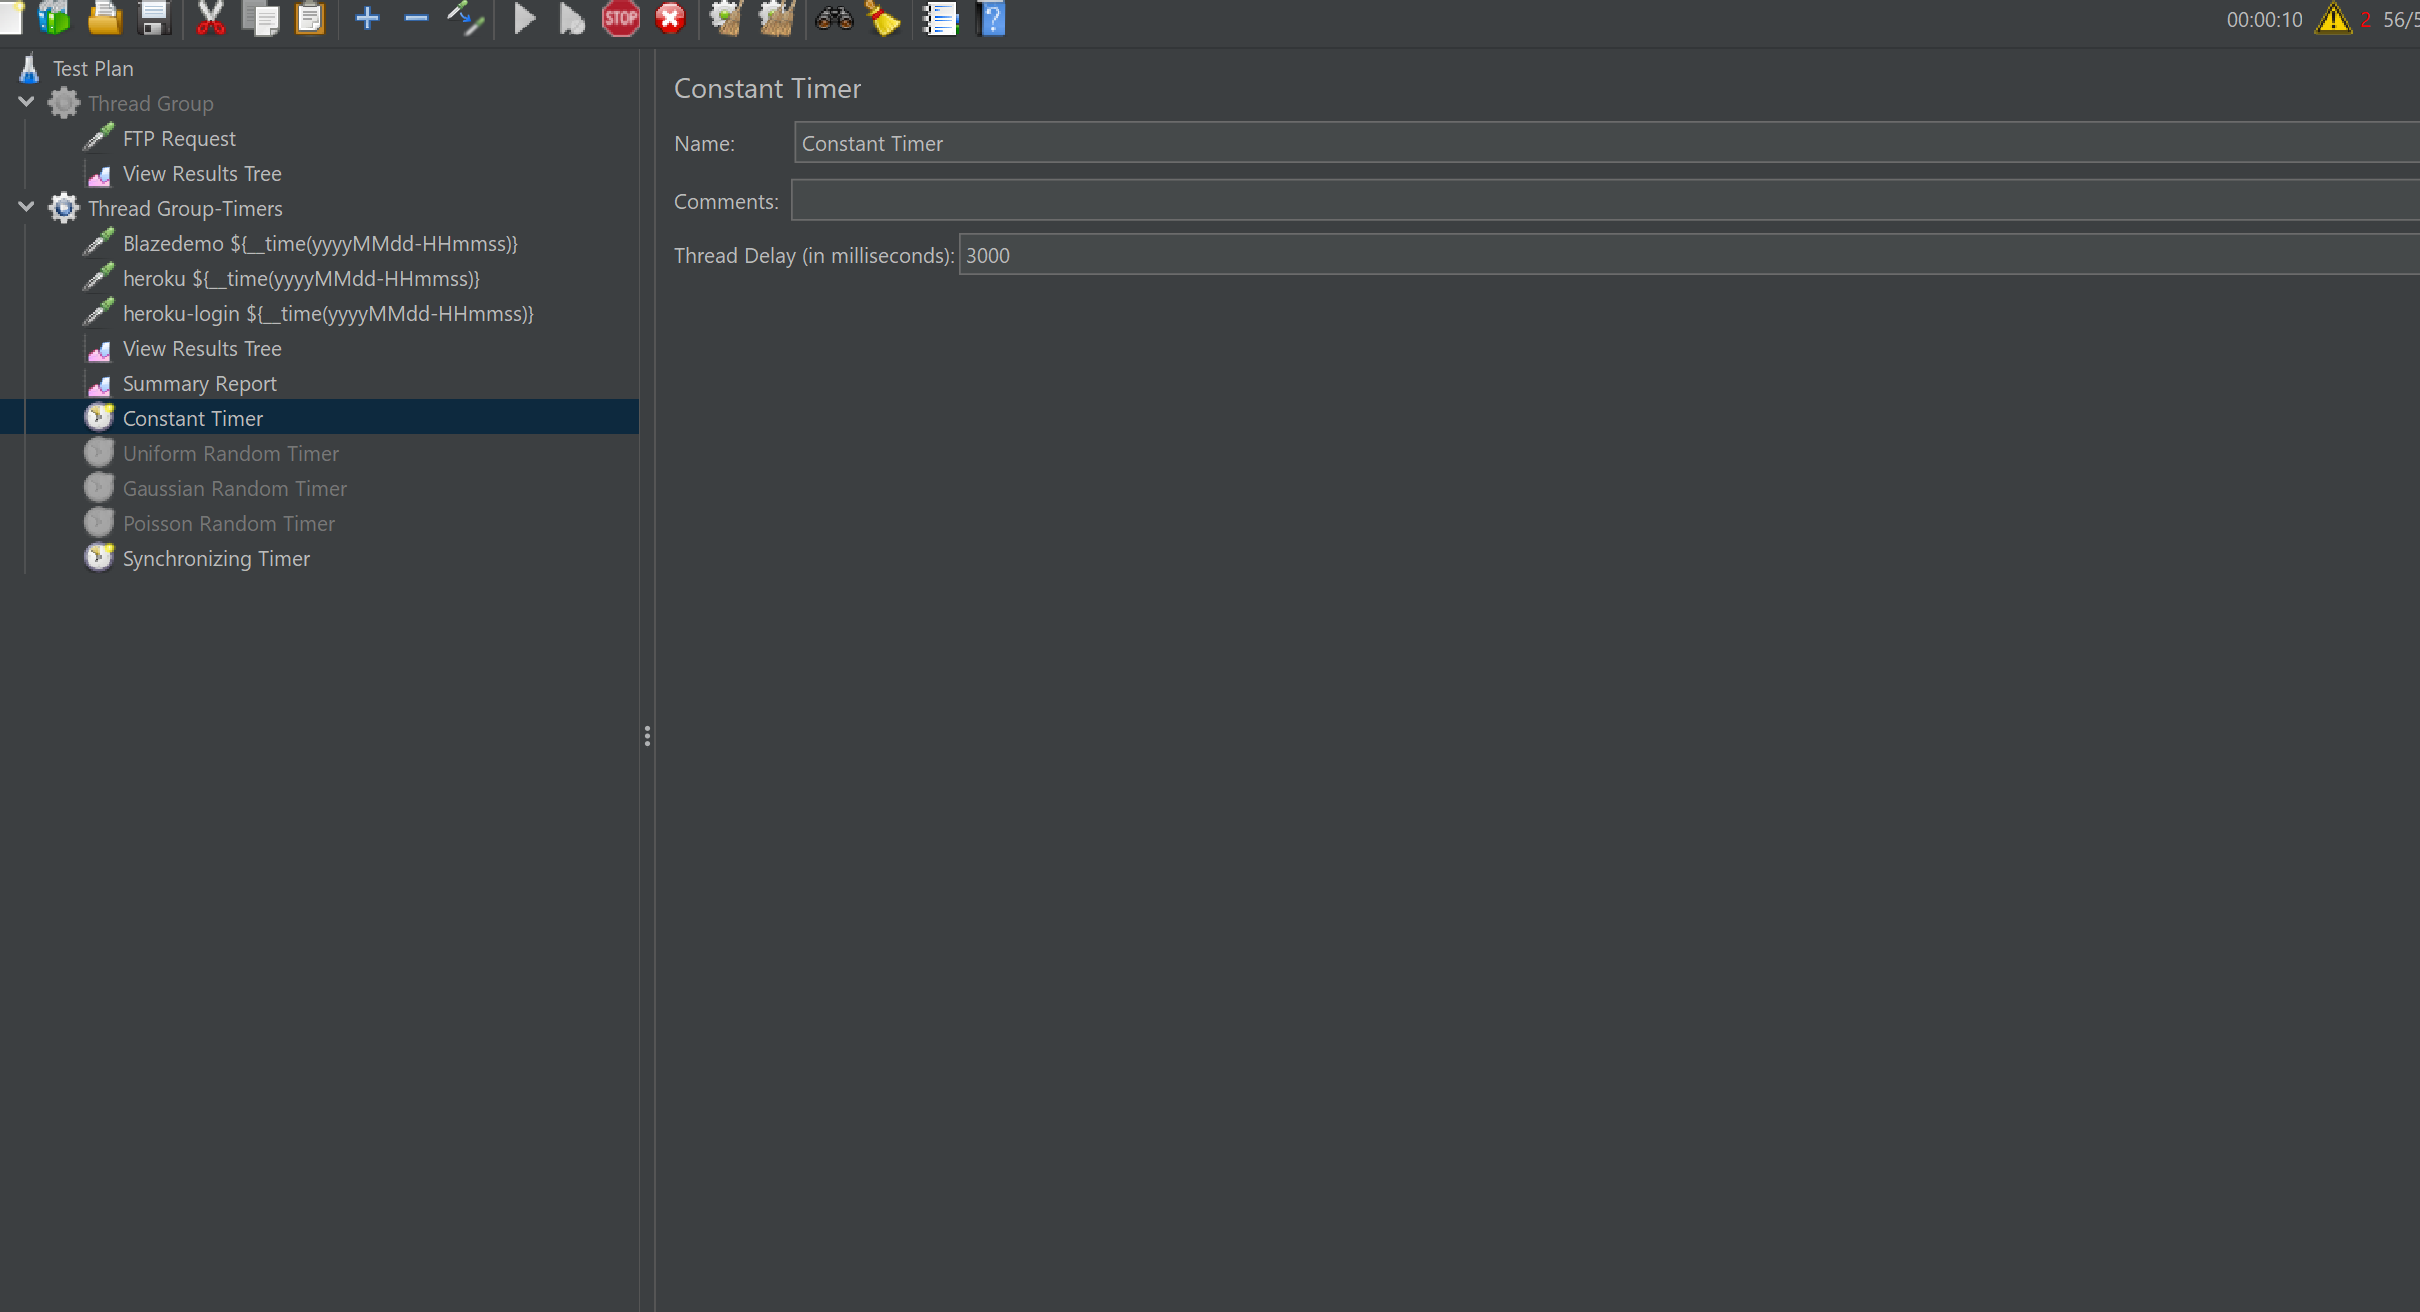 STOP
?
00:00:10 2 56/5
Test Plan
Thread Group
FTP Request
View Results Tree
Thread Group-Timers
Blazedemo ${__time(yyyyMMdd-HHmmss)}
heroku ${__time(yyyyMMdd-HHmmss)}
heroku-login ${__time(yyyyMMdd-HHmmss)}
View Results Tree
Summary Report
Constant Timer
Uniform Random Timer
Gaussian Random Timer
Poisson Random Timer
Synchronizing Timer
Constant Timer
Name: Constant Timer
Comments:
Thread Delay (in milliseconds): 3000